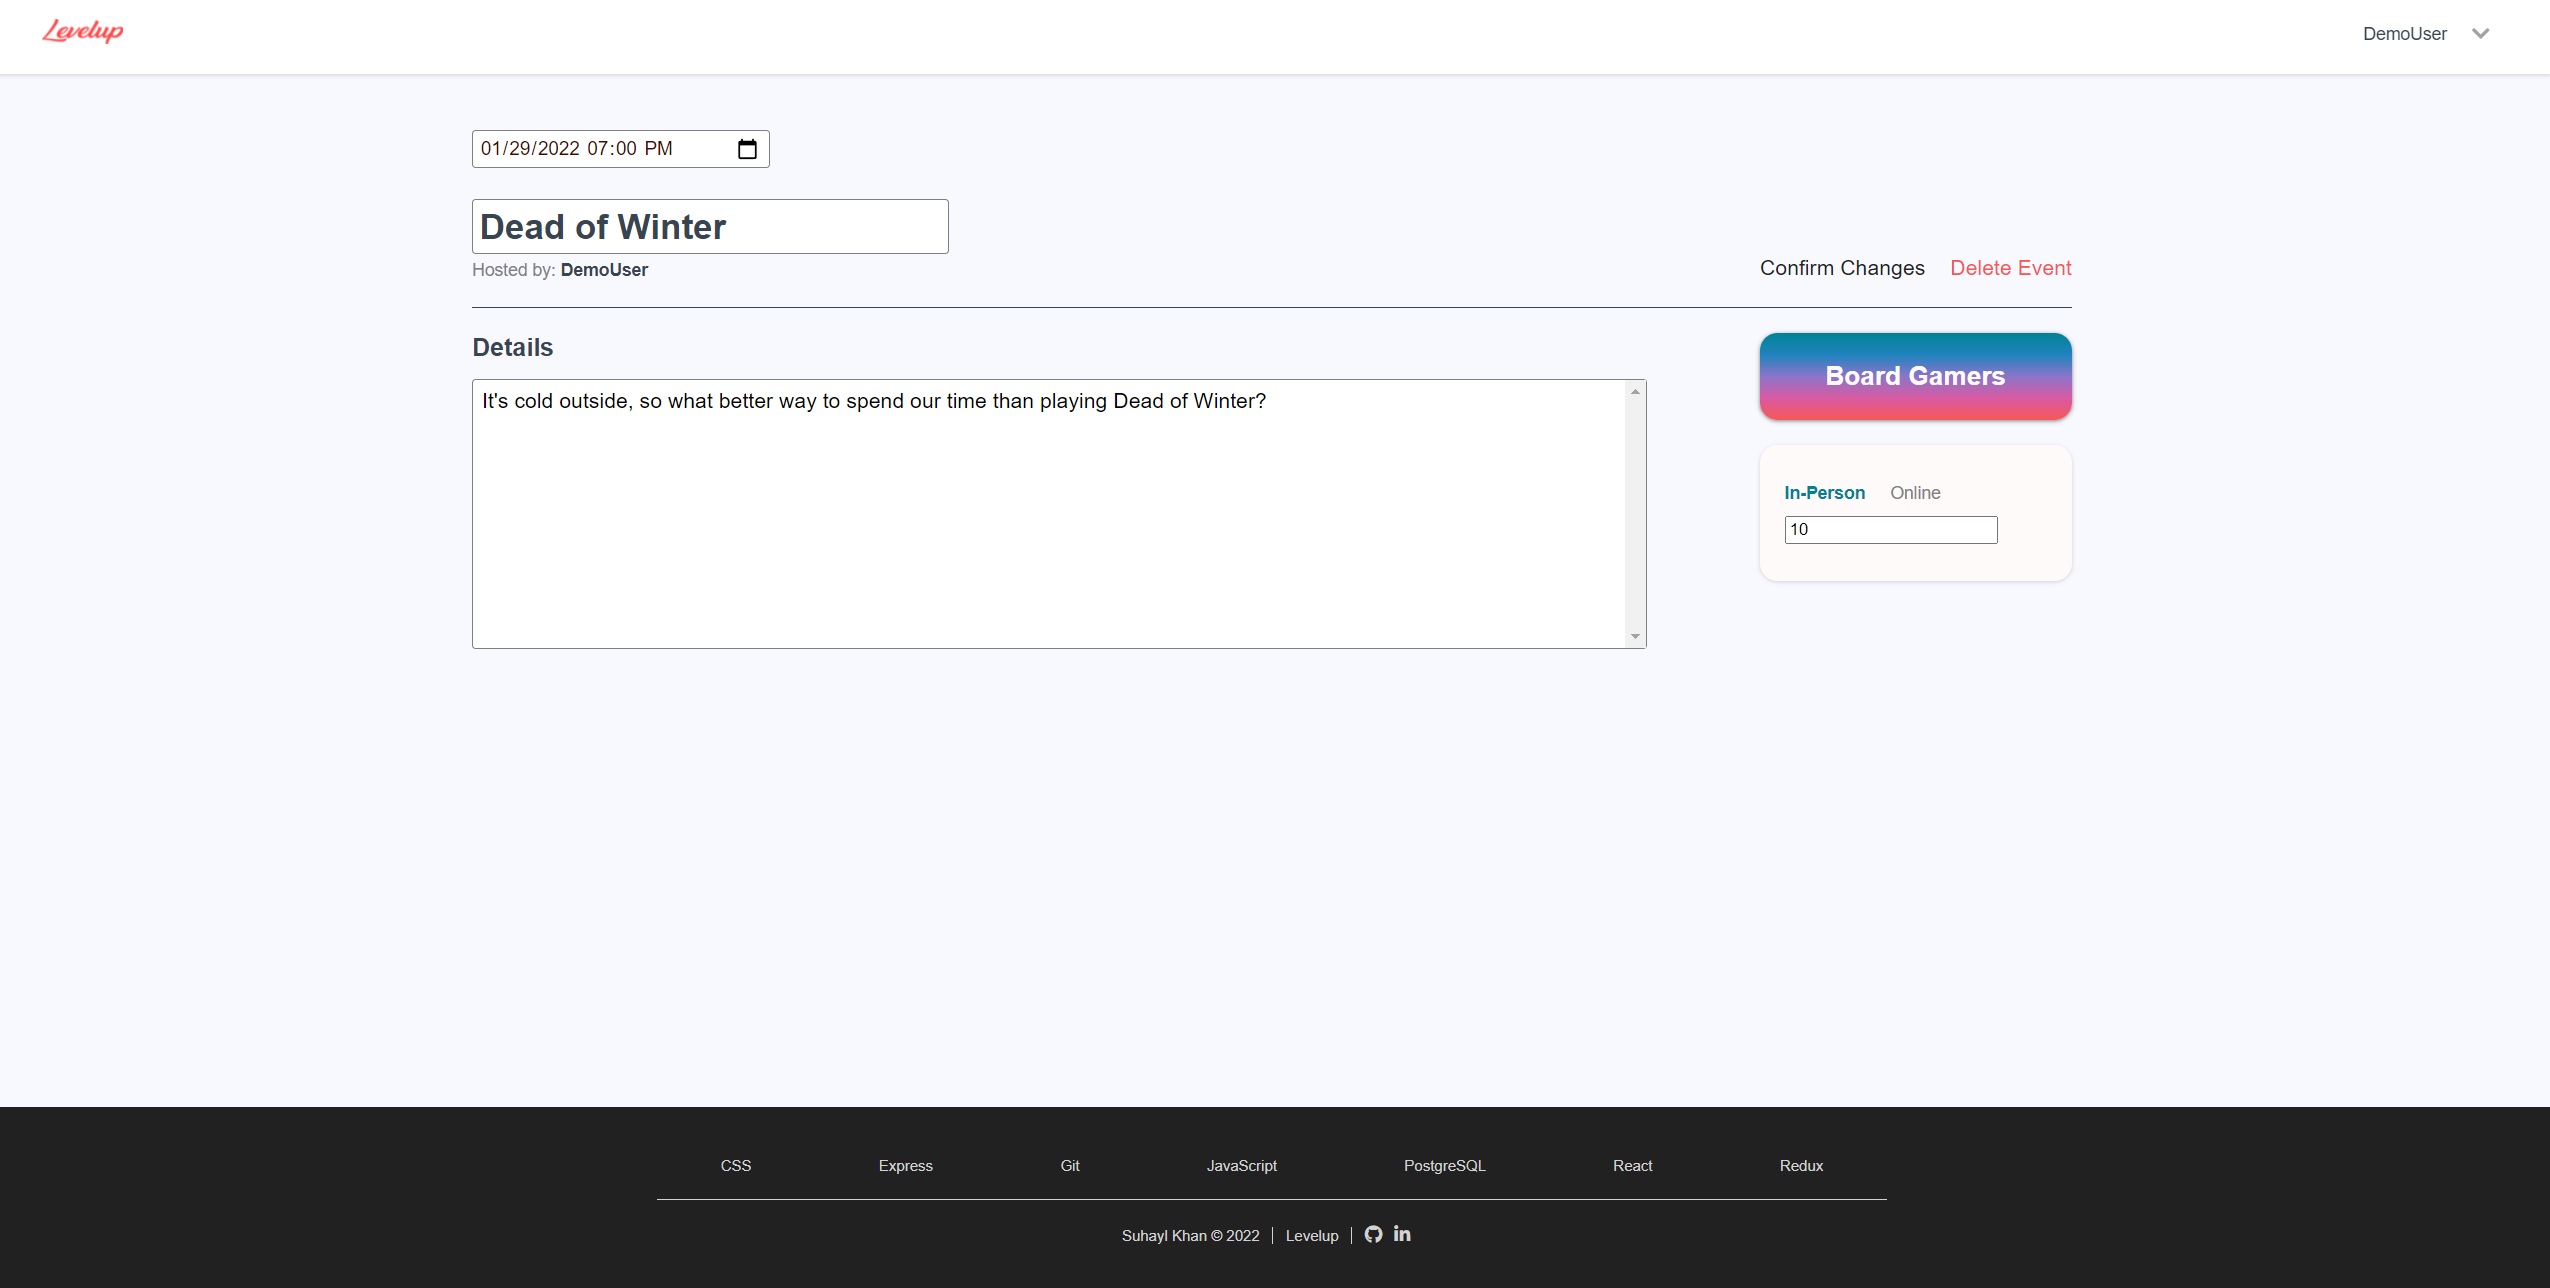 Levelup
DemoUser
01/29/2022 07:00 PM
Dead of Winter
Hosted by: DemoUser
Confirm Changes Delete Event
Details
It's cold outside, so what better way to spend our time than playing Dead of Winter?
Board Gamers
In-Person Online
10
CSS Express Git JavaScript PostgreSQL React Redux
Suhayl Khan © 2022 | Levelup |